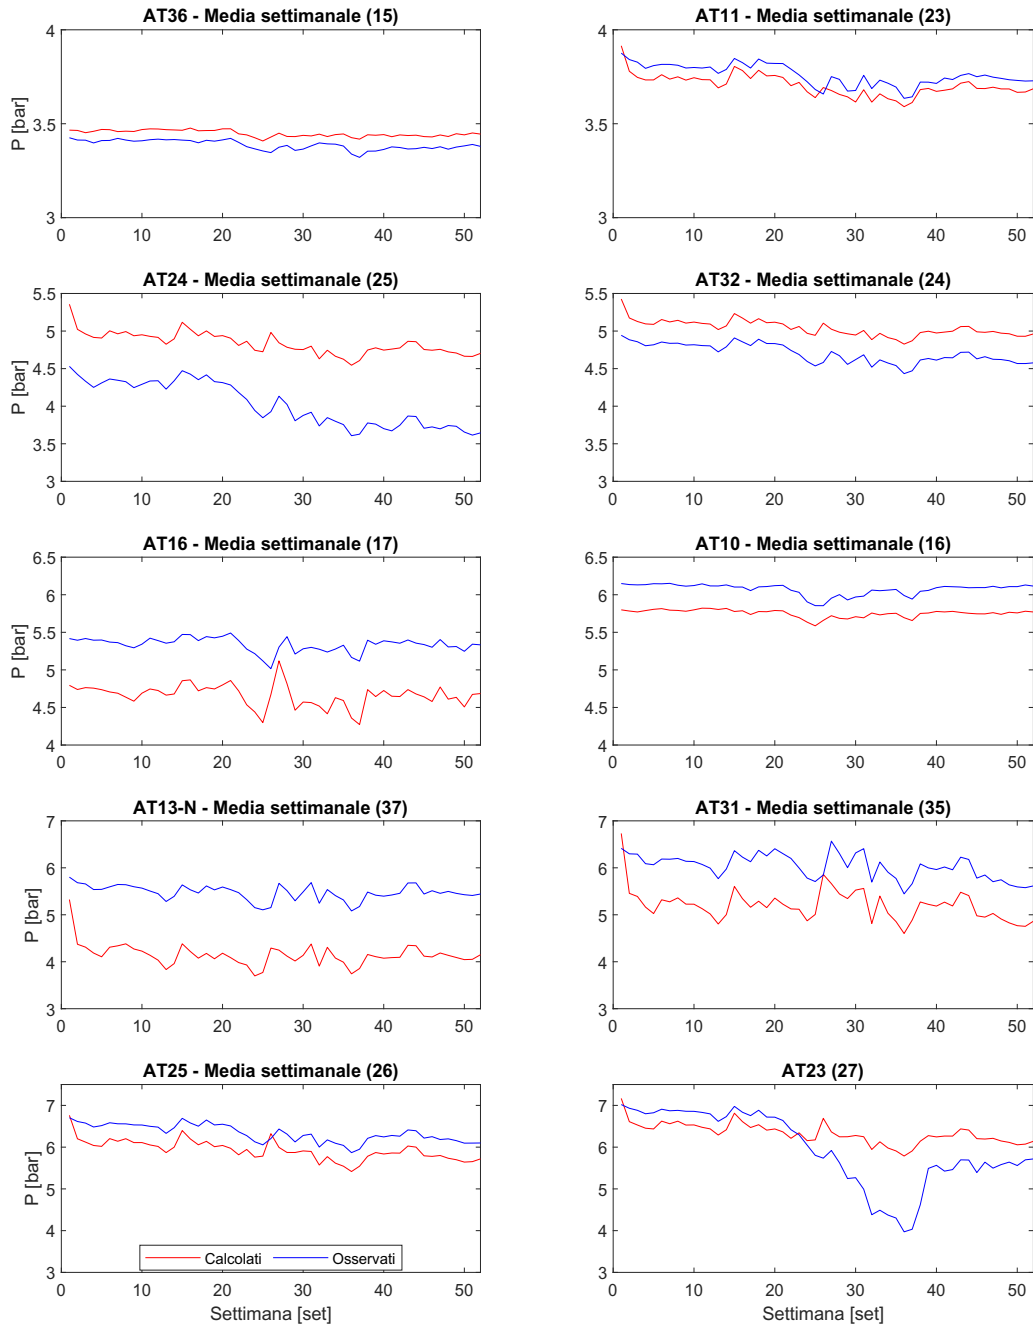 AT36 - Media settimanale (15)
P [bar]
4
3.5
3
0 10 20 30 40 50
AT11 - Media settimanale (23)
4
3.5
3
0 10 20 30 40 50
AT24 - Media settimanale (25)
P [bar]
5.5
5
4.5
4
3.5
3
0 10 20 30 40 50
AT32 - Media settimanale (24)
5.5
5
4.5
4
3.5
3
0 10 20 30 40 50
AT16 - Media settimanale (17)
P [bar]
6.5
6
5.5
5
4.5
4
0 10 20 30 40 50
AT10 - Media settimanale (16)
6.5
6
5.5
5
4.5
4
0 10 20 30 40 50
AT13-N - Media settimanale (37)
P [bar]
7
6
5
4
3
0 10 20 30 40 50
AT31 - Media settimanale (35)
7
6
5
4
3
0 10 20 30 40 50
AT25 - Media settimanale (26)
P [bar]
7
6
5
4
3
Calcolati Osservati
0 10 20 30 40 50
Settimana [set]
AT23 (27)
7
6
5
4
3
0 10 20 30 40 50
Settimana [set]